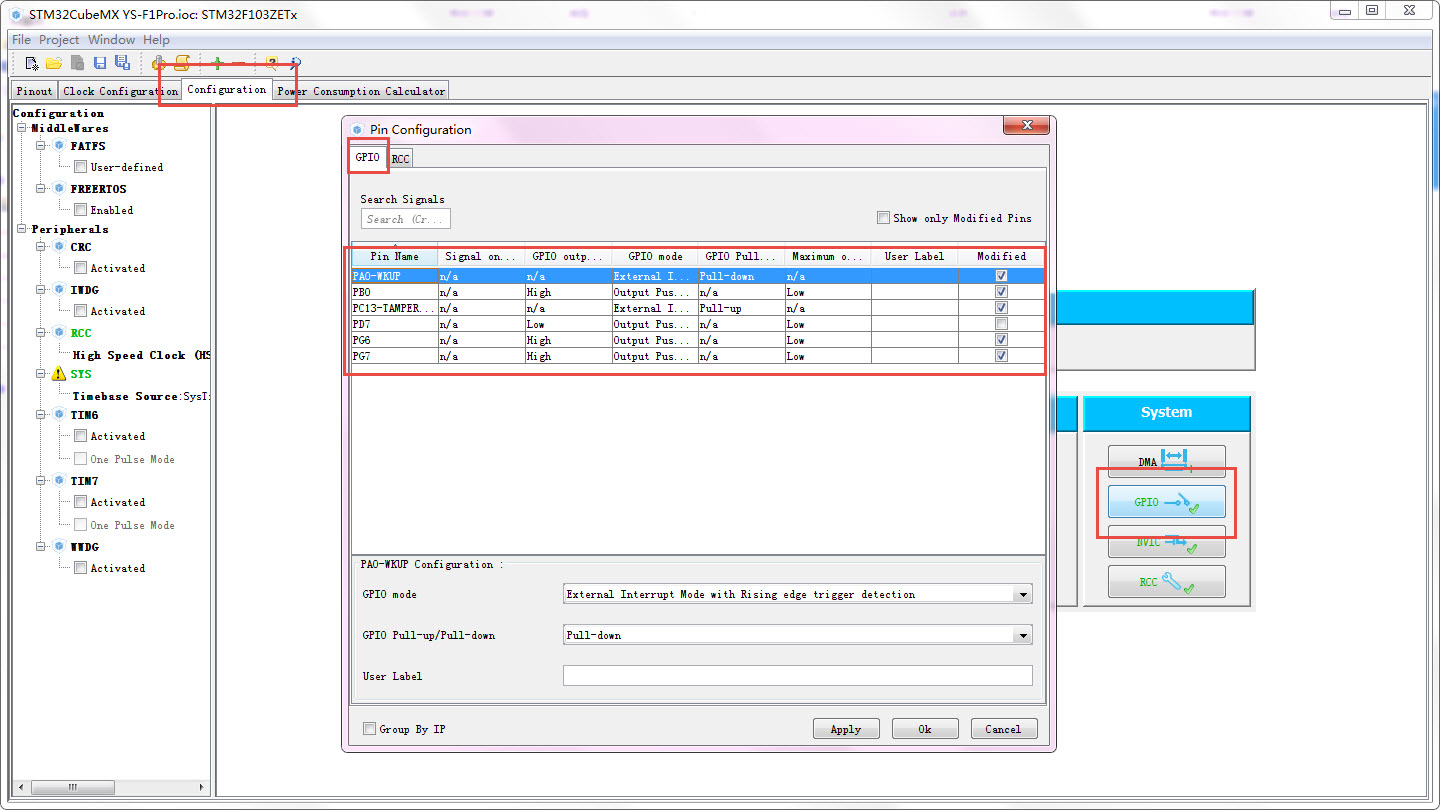 STM32CubeMX YS-F1Pro.ioc: STM32F103ZETx
File Project Window Help
Pinout Clock Configuration Configuration Power Consumption Calculator
Configuration
MiddleWares
FATFS
User-defined
FREERTOS
Enabled
Peripherals
CRC
Activated
IWDG
Activated
RCC
High Speed Clock (HS
SYS
Timebase Source:SysT
TIM6
Activated
One Pulse Mode
TIM7
Activated
One Pulse Mode
WWDG
Activated
Pin Configuration
GPIO RCC
Search Signals
Search (Cr...
Show only Modified Pins
Pin Name Signal on... GPIO outp... GPIO mode GPIO Pull... Maximum o... User Label Modified
PA0-WKUP n/a n/a External I... Pull-down n/a
PB0 n/a High Output Pus... n/a Low
PC13-TAMPER... n/a n/a External I... Pull-up n/a
PD7 n/a Low Output Pus... n/a Low
PG6 n/a High Output Pus... n/a Low
PG7 n/a High Output Pus... n/a Low
PA0-WKUP Configuration :
GPIO mode External Interrupt Mode with Rising edge trigger detection
GPIO Pull-up/Pull-down Pull-down
User Label
Group By IP Apply Ok Cancel
System
DMA
GPIO
NVIC
RCC